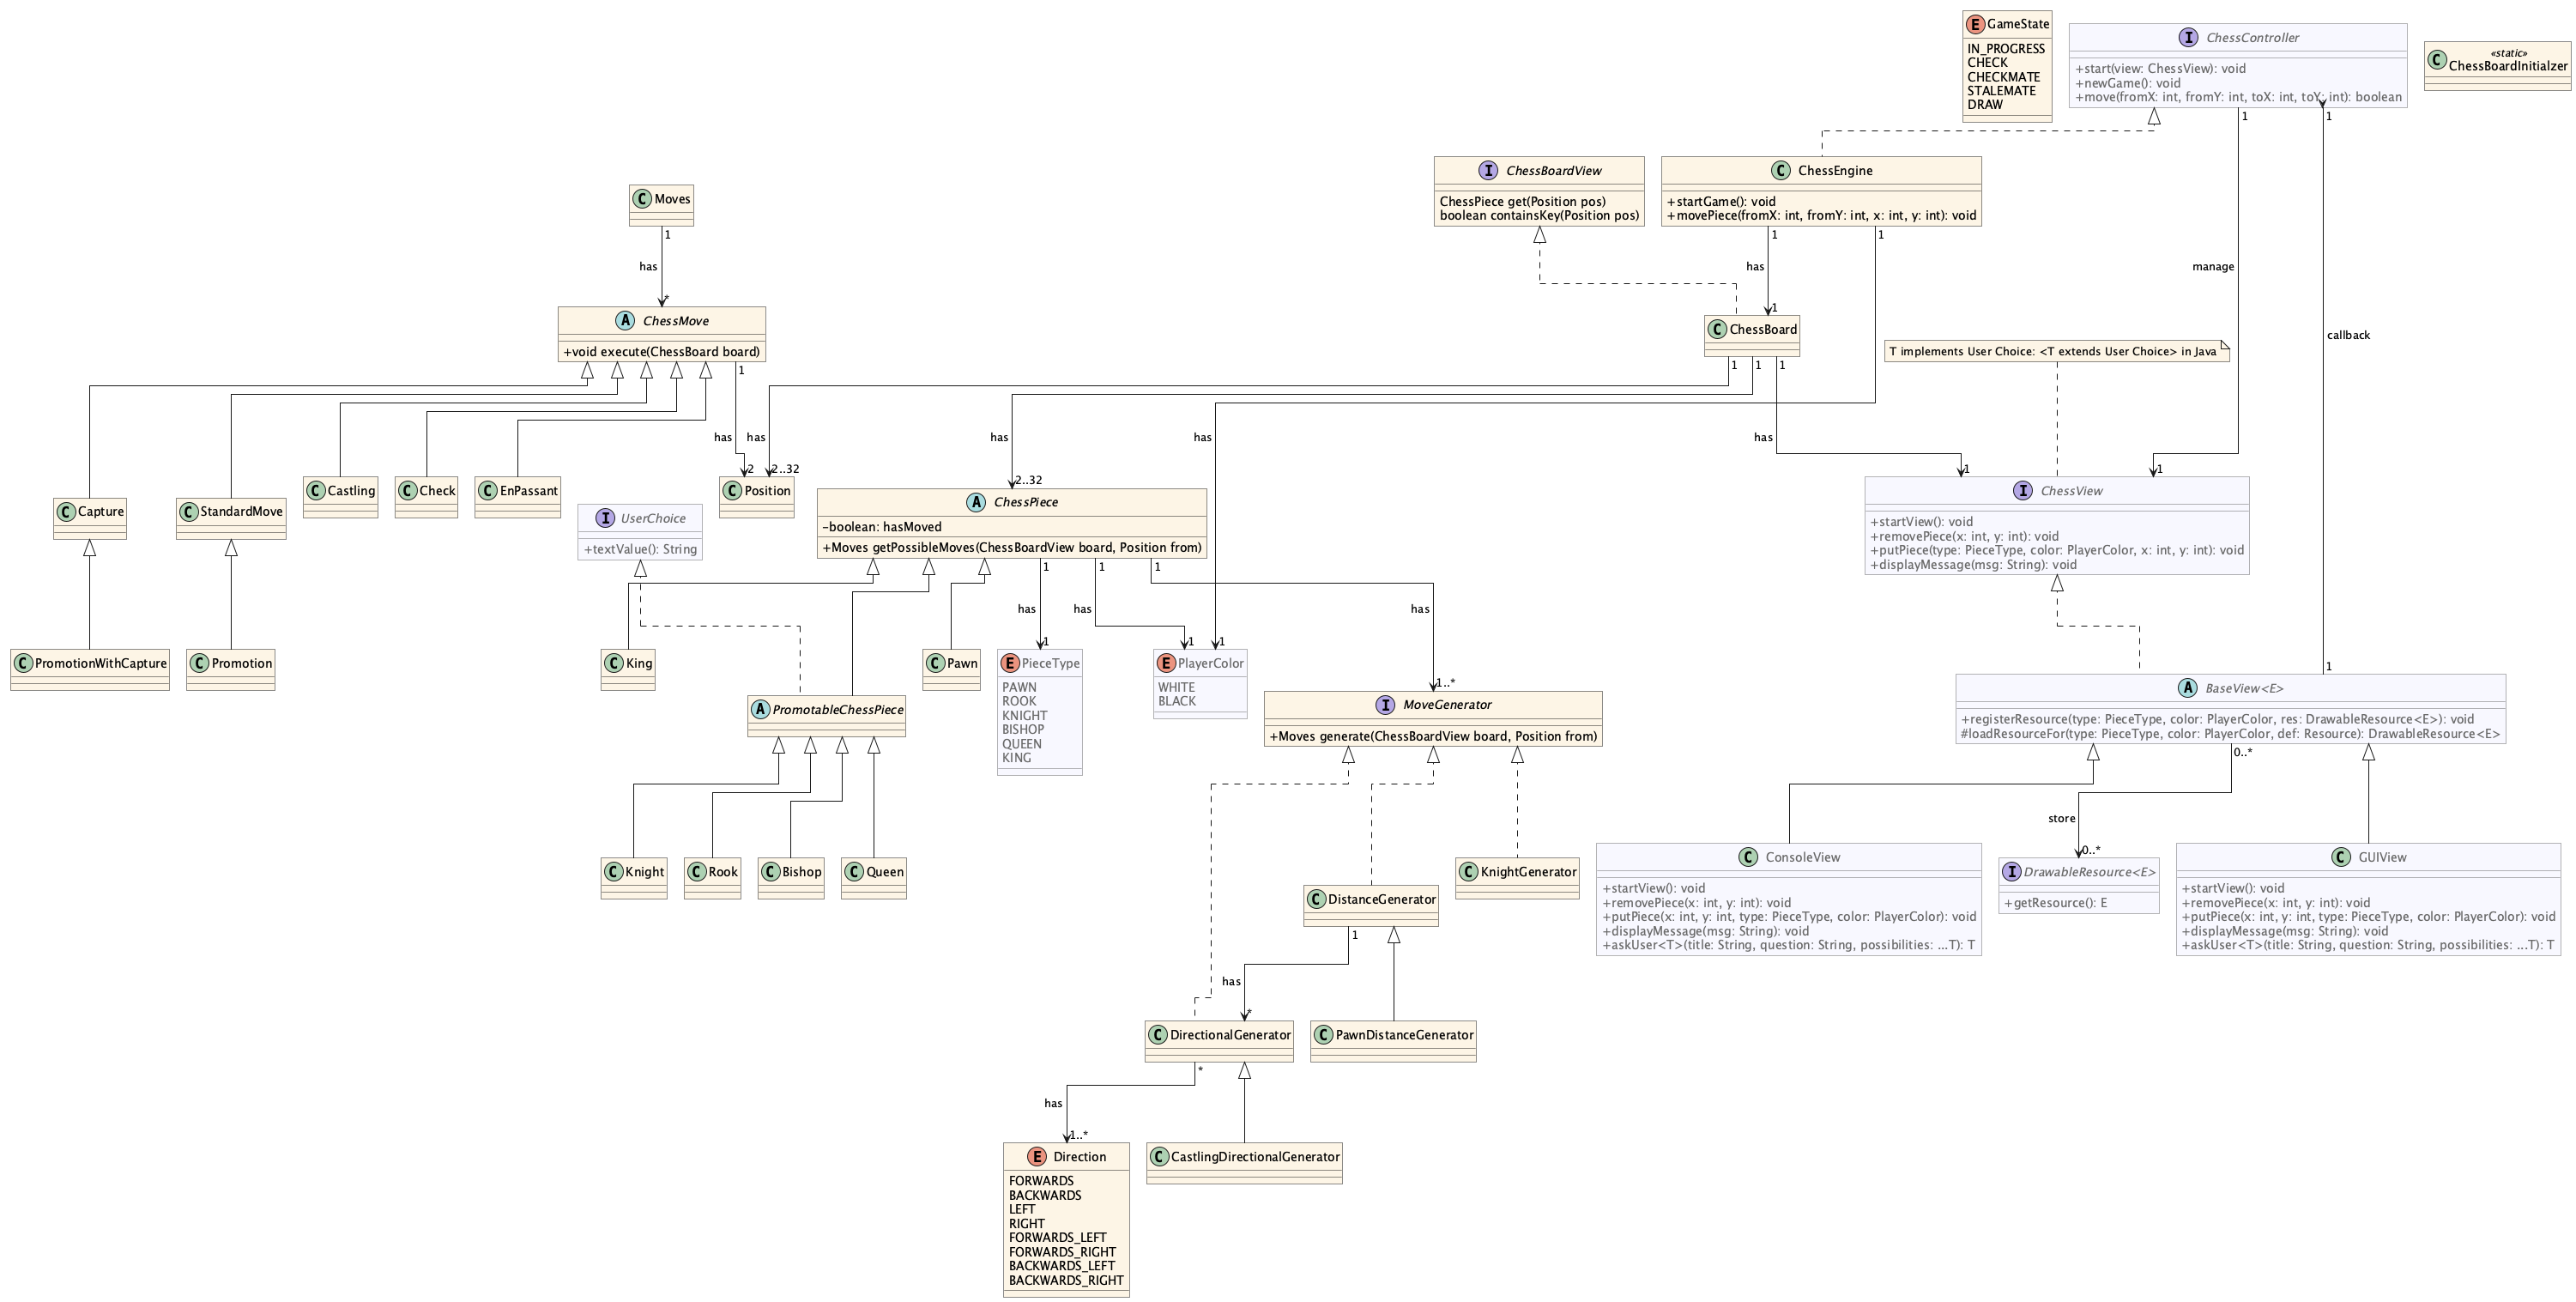 E GameState
IN_PROGRESS
CHECK
CHECKMATE
STALEMATE
DRAW
I ChessController
+start(view: ChessView): void
+newGame(): void
+move(fromX: int, fromY: int, toX: int, toY: int): boolean
C «static»
ChessBoardInitialzer
1
1
I ChessBoardView
ChessPiece get(Position pos)
boolean containsKey(Position pos)
C ChessEngine
+startGame(): void
+movePiece(fromX: int, fromY: int, x: int, y: int): void
C Moves
1
1
1
has
has
manage
*
1
A ChessMove
+void execute(ChessBoard board)
C ChessBoard
callback
T implements User Choice: <T extends User Choice> in Java
1
1
1
1
has
has
has
has
has
2
2..32
2..32
1
1
C Capture
C StandardMove
C Castling
C Check
C EnPassant
C Position
I UserChoice
+textValue(): String
A ChessPiece
-boolean: hasMoved
+Moves getPossibleMoves(ChessBoardView board, Position from)
I ChessView
+startView(): void
+removePiece(x: int, y: int): void
+putPiece(type: PieceType, color: PlayerColor, x: int, y: int): void
+displayMessage(msg: String): void
1
1
1
has
has
has
1
1
1
1
C PromotionWithCapture
C Promotion
C King
C Pawn
E PieceType
PAWN
ROOK
KNIGHT
BISHOP
QUEEN
KING
E PlayerColor
WHITE
BLACK
1..*
A PromotableChessPiece
I MoveGenerator
+Moves generate(ChessBoardView board, Position from)
A BaseView<E>
+registerResource(type: PieceType, color: PlayerColor, res: DrawableResource<E>): void
#loadResourceFor(type: PieceType, color: PlayerColor, def: Resource): DrawableResource<E>
0..*
store
0..*
C Knight
C Rook
C Bishop
C Queen
C DistanceGenerator
C KnightGenerator
C ConsoleView
+startView(): void
+removePiece(x: int, y: int): void
+putPiece(x: int, y: int, type: PieceType, color: PlayerColor): void
+displayMessage(msg: String): void
+askUser<T>(title: String, question: String, possibilities: ...T): T
I DrawableResource<E>
+getResource(): E
C GUIView
+startView(): void
+removePiece(x: int, y: int): void
+putPiece(x: int, y: int, type: PieceType, color: PlayerColor): void
+displayMessage(msg: String): void
+askUser<T>(title: String, question: String, possibilities: ...T): T
1
has
*
C DirectionalGenerator
C PawnDistanceGenerator
*
has
1..*
E Direction
FORWARDS
BACKWARDS
LEFT
RIGHT
FORWARDS_LEFT
FORWARDS_RIGHT
BACKWARDS_LEFT
BACKWARDS_RIGHT
C CastlingDirectionalGenerator